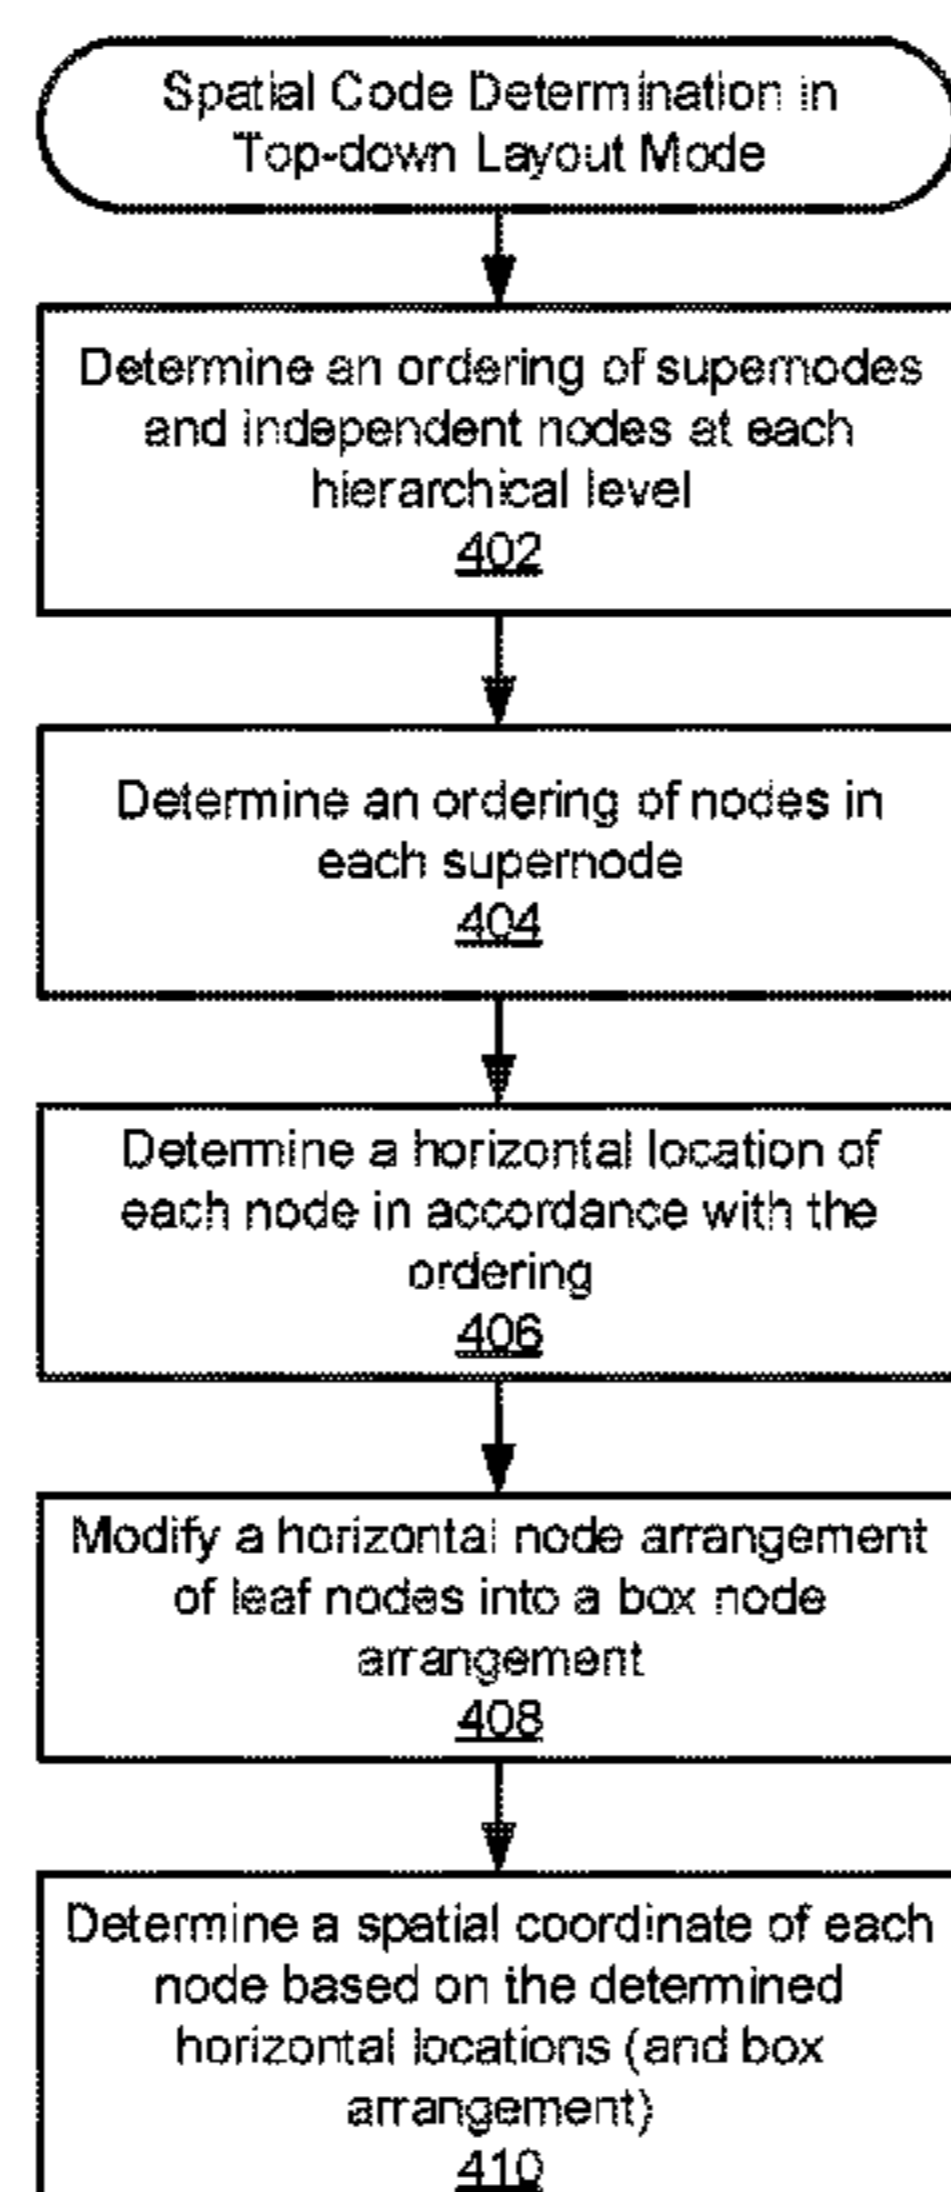 Spatial Code Determination in
Top-down Layout Mode
Determine an ordering of supernodes
and independent nodes at each
hierarchical level
402
Determine an ordering of nodes in
each supernode
404
Determine a horizontal location of
each node in accordance with the
ordering
406
Modify a horizontal node arrangement
of leaf nodes into a box node
arrangement
408
Determine a spatial coordinate of each
node based on the determined
horizontal locations (and box
arrangement)
410